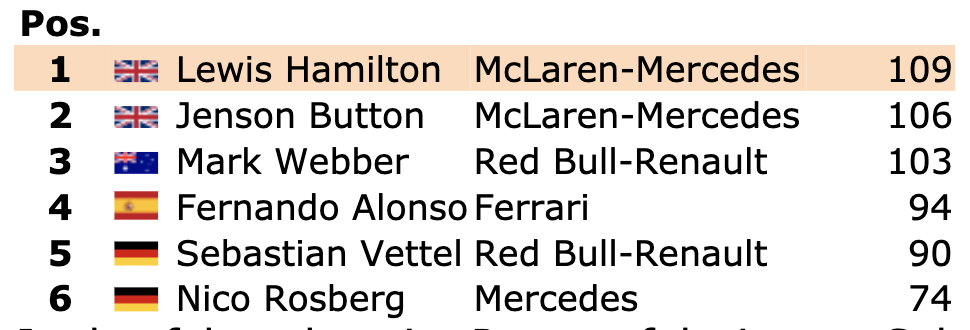 Pos.
1 Lewis Hamilton McLaren-Mercedes 109
2 Jenson Button McLaren-Mercedes 106
3 Mark Webber Red Bull-Renault 103
4 Fernando Alonso Ferrari 94
5 Sebastian Vettel Red Bull-Renault 90
6 Nico Rosberg Mercedes 74